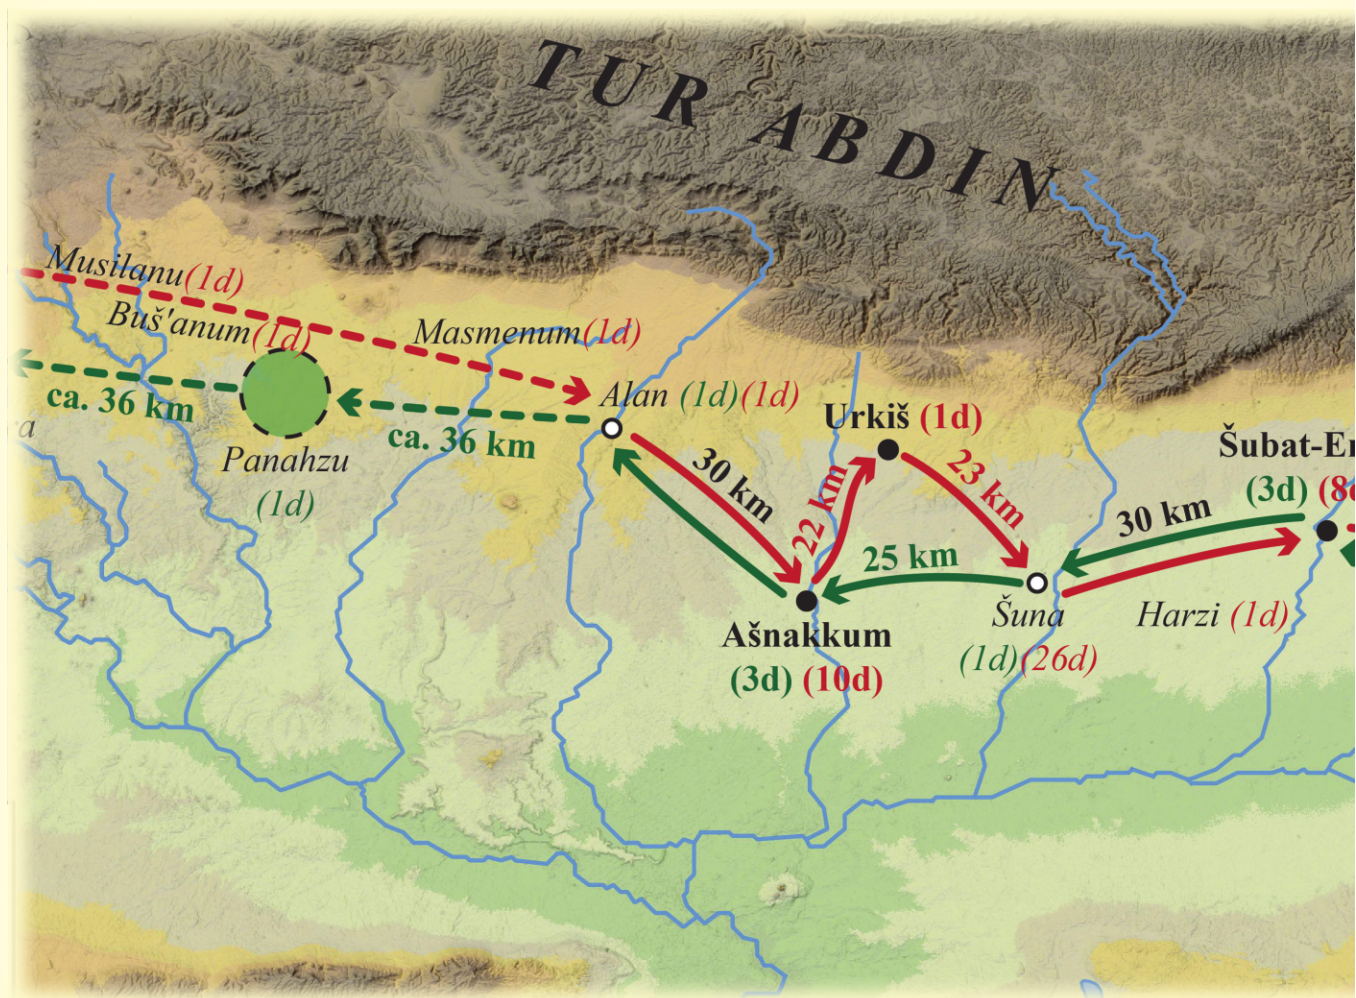 TUR ABDIN
Musilanu(1d)
Buš'anum(1d)
Masmenum(1d)
ca. 36 km
a
Alan (1d)(1d)
ca. 36 km
Panahzu
(1d)
Urkiš (1d)
30 km
22 km
23 km
Šubat-En
(3d) (8d
30 km
25 km
Ašnakkum
(3d) (10d)
Šuna
(1d)(26d)
Harzi (1d)